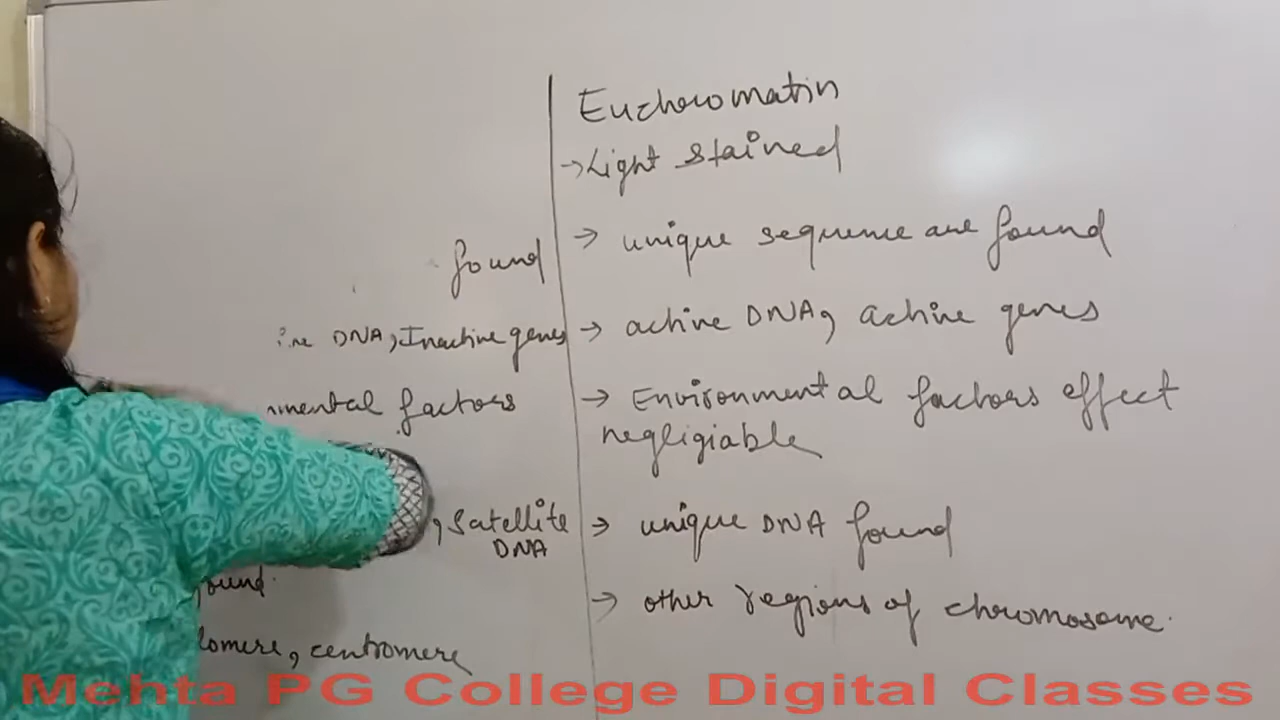 Euchromatin
→ Light stained
found
→ unique sequence are found
DNA, Inactive genes
→ active DNA, active genes
mental factors
→ Environmental factors effect
negligiable
, satellite
DNA
→ unique DNA found
found.
→ other regions of chromosome.
lomere, centromere
Mehta PG College Digital Classes